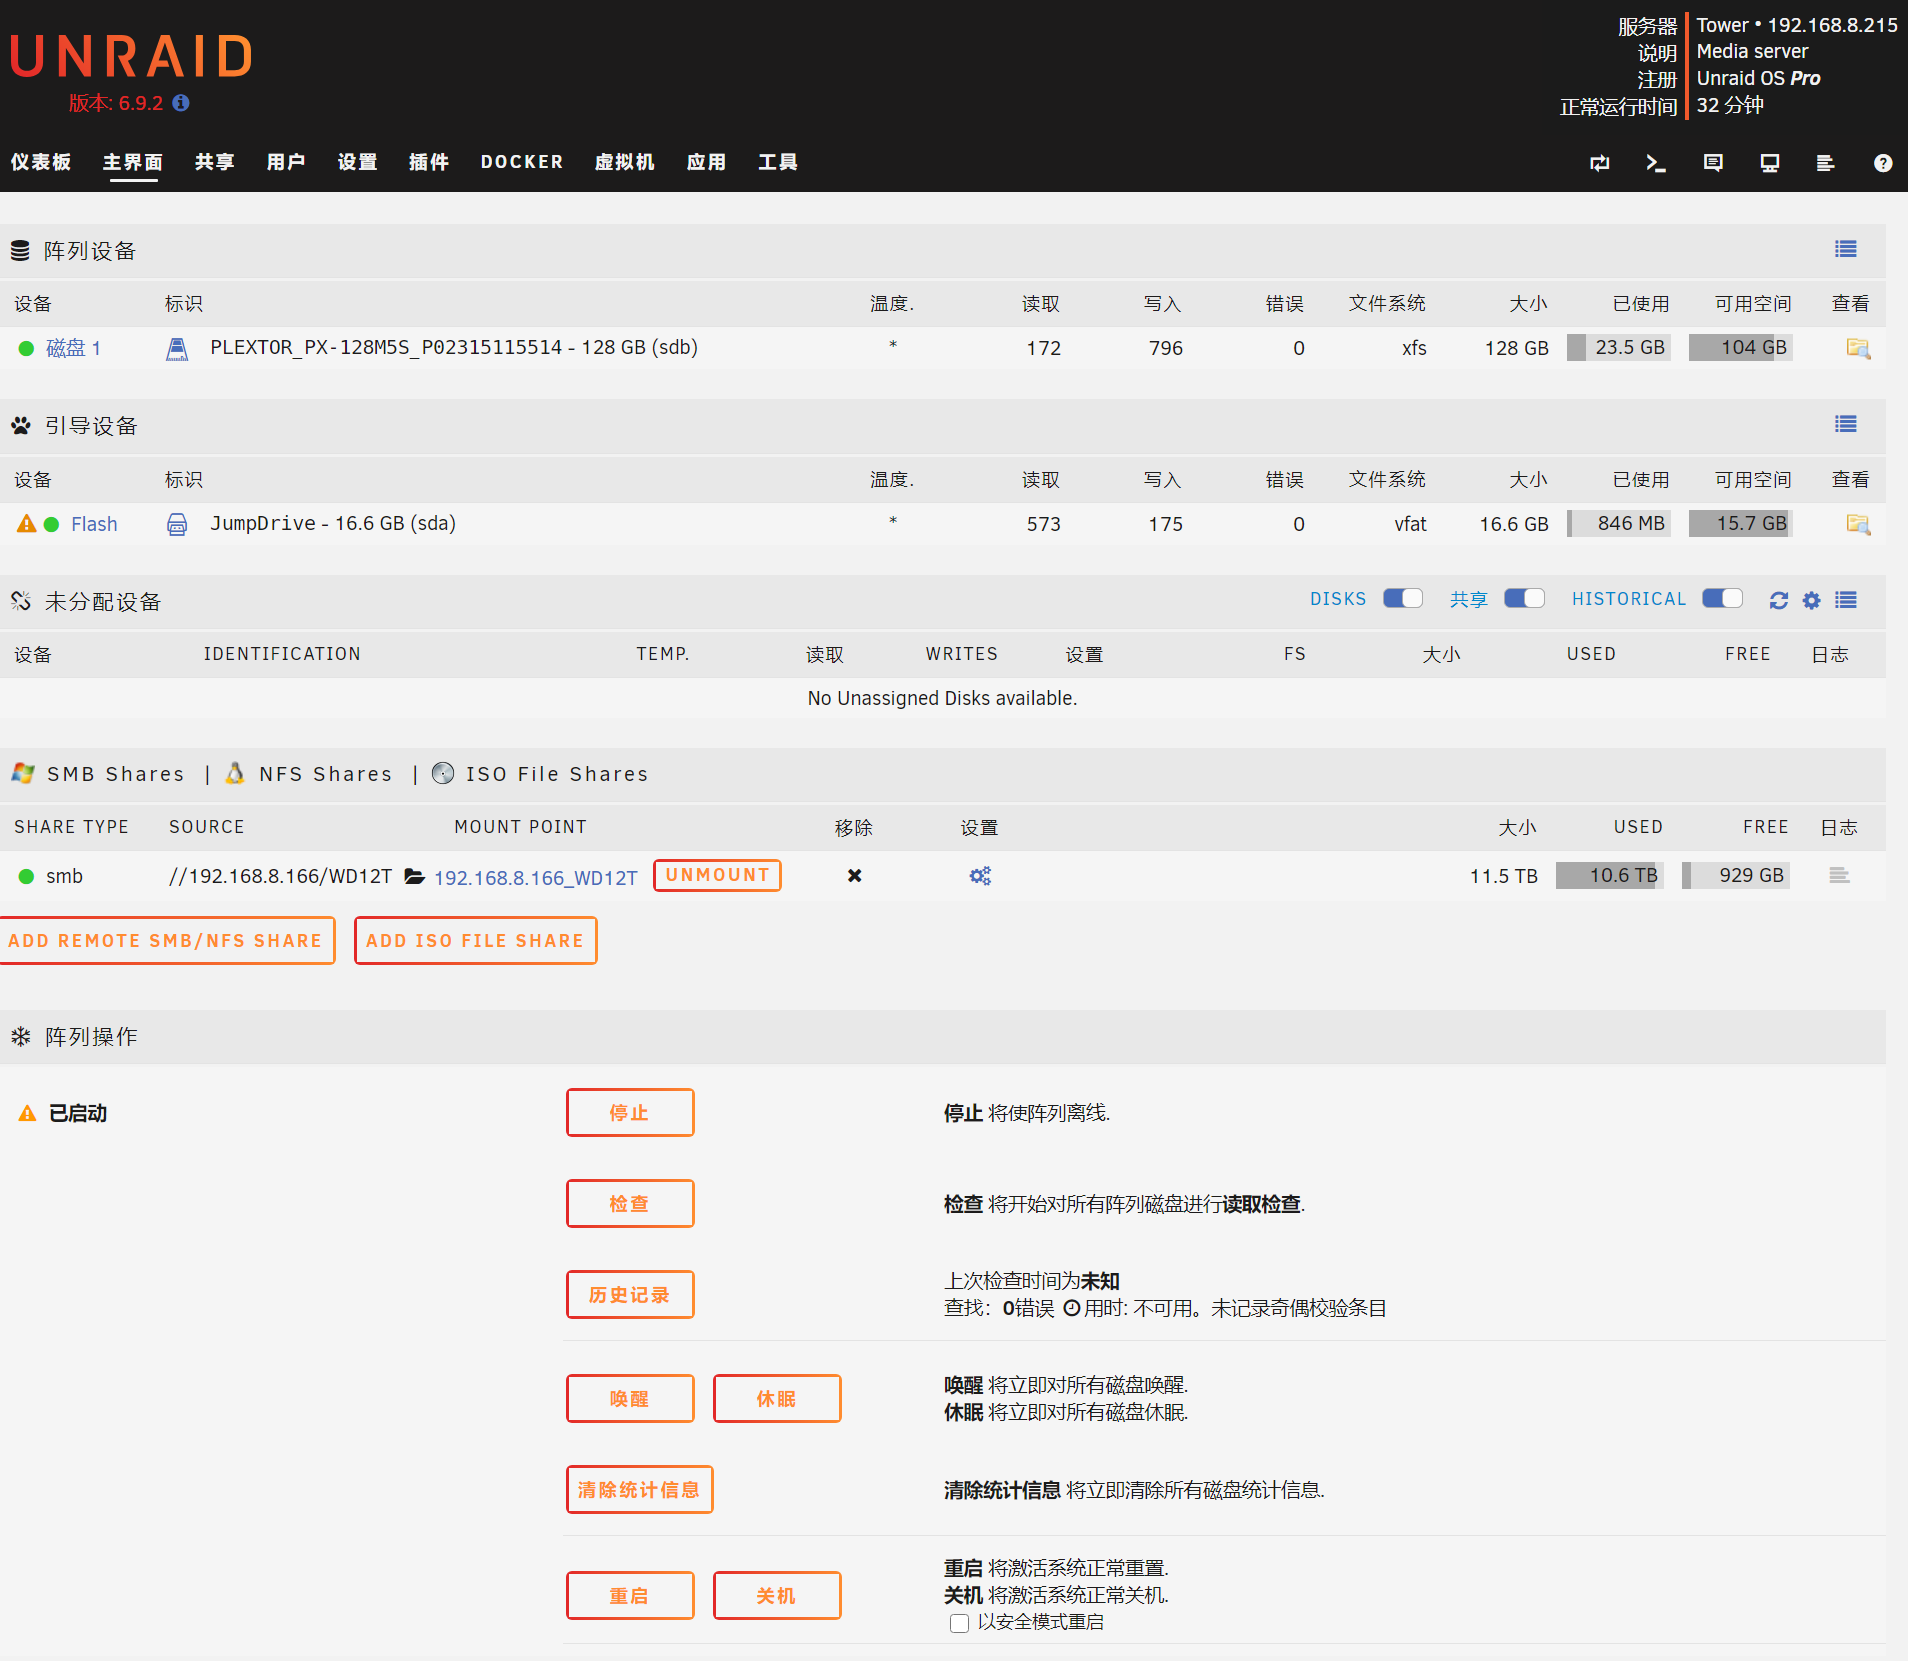 UNRAID
版本: 6.9.2
服务器 Tower • 192.168.8.215
说明 Media server
注册 Unraid OS Pro
正常运行时间 32 分钟
仪表板 主界面 共享 用户 设置 插件 DOCKER 虚拟机 应用 工具
阵列设备
设备 标识 温度. 读取 写入 错误 文件系统 大小 已使用 可用空间 查看
磁盘 1 PLEXTOR_PX-128M5S_P02315115514 - 128 GB (sdb) * 172 796 0 xfs 128 GB 23.5 GB 104 GB
引导设备
设备 标识 温度. 读取 写入 错误 文件系统 大小 已使用 可用空间 查看
Flash JumpDrive - 16.6 GB (sda) * 573 175 0 vfat 16.6 GB 846 MB 15.7 GB
未分配设备 DISKS 共享 HISTORICAL
设备 IDENTIFICATION TEMP. 读取 WRITES 设置 FS 大小 USED FREE 日志
No Unassigned Disks available.
SMB Shares | NFS Shares | ISO File Shares
SHARE TYPE SOURCE MOUNT POINT 移除 设置 大小 USED FREE 日志
smb //192.168.8.166/WD12T 192.168.8.166_WD12T UNMOUNT 11.5 TB 10.6 TB 929 GB
ADD REMOTE SMB/NFS SHARE ADD ISO FILE SHARE
阵列操作
已启动 停止 停止 将使阵列离线.
检查 检查 将开始对所有阵列磁盘进行读取检查.
历史记录 上次检查时间为未知
查找：0错误 用时: 不可用。未记录奇偶校验条目
唤醒 休眠 唤醒 将立即对所有磁盘唤醒.
休眠 将立即对所有磁盘休眠.
清除统计信息 清除统计信息 将立即清除所有磁盘统计信息.
重启 关机 重启 将激活系统正常重置.
关机 将激活系统正常关机.
以安全模式重启